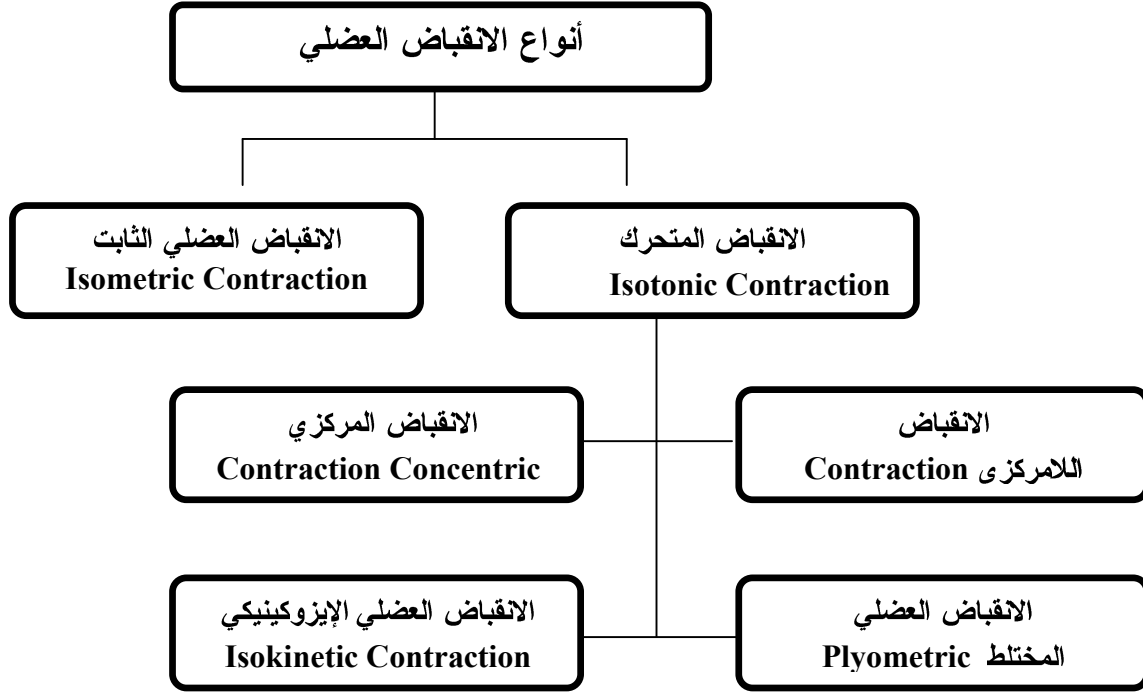 أنواع الانقباض العضلي
الانقباض المتحرك
Isotonic Contraction
الانقباض العضلي الثابت
Isometric Contraction
الانقباض
اللامركزى Contraction
الانقباض المركزي
Contraction Concentric
الانقباض العضلي
المختلط Plyometric
الانقباض العضلي الإيزوكينيكي
Isokinetic Contraction